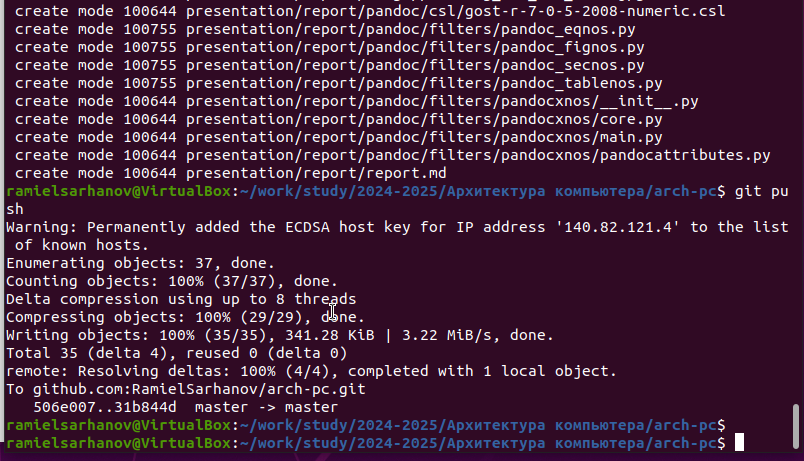 create mode 100644 presentation/report/pandoc/csl/gost-r-7-0-5-2008-numeric.csl
create mode 100755 presentation/report/pandoc/filters/pandoc_eqnos.py
create mode 100755 presentation/report/pandoc/filters/pandoc_fignos.py
create mode 100755 presentation/report/pandoc/filters/pandoc_secnos.py
create mode 100755 presentation/report/pandoc/filters/pandoc_tablenos.py
create mode 100644 presentation/report/pandoc/filters/pandocxnos/__init__.py
create mode 100644 presentation/report/pandoc/filters/pandocxnos/core.py
create mode 100644 presentation/report/pandoc/filters/pandocxnos/main.py
create mode 100644 presentation/report/pandoc/filters/pandocxnos/pandocattributes.py
create mode 100644 presentation/report/report.md
ramielsarhanov@VirtualBox:~/work/study/2024-2025/Архитектура компьютера/arch-pc$ git pu
sh
Warning: Permanently added the ECDSA host key for IP address '140.82.121.4' to the list
of known hosts.
Enumerating objects: 37, done.
Counting objects: 100% (37/37), done.
Delta compression using up to 8 threads
Compressing objects: 100% (29/29), done.
Writing objects: 100% (35/35), 341.28 KiB | 3.22 MiB/s, done.
Total 35 (delta 4), reused 0 (delta 0)
remote: Resolving deltas: 100% (4/4), completed with 1 local object.
To github.com:RamielSarhanov/arch-pc.git
506e007..31b844d  master -> master
ramielsarhanov@VirtualBox:~/work/study/2024-2025/Архитектура компьютера/arch-pc$
ramielsarhanov@VirtualBox:~/work/study/2024-2025/Архитектура компьютера/arch-pc$